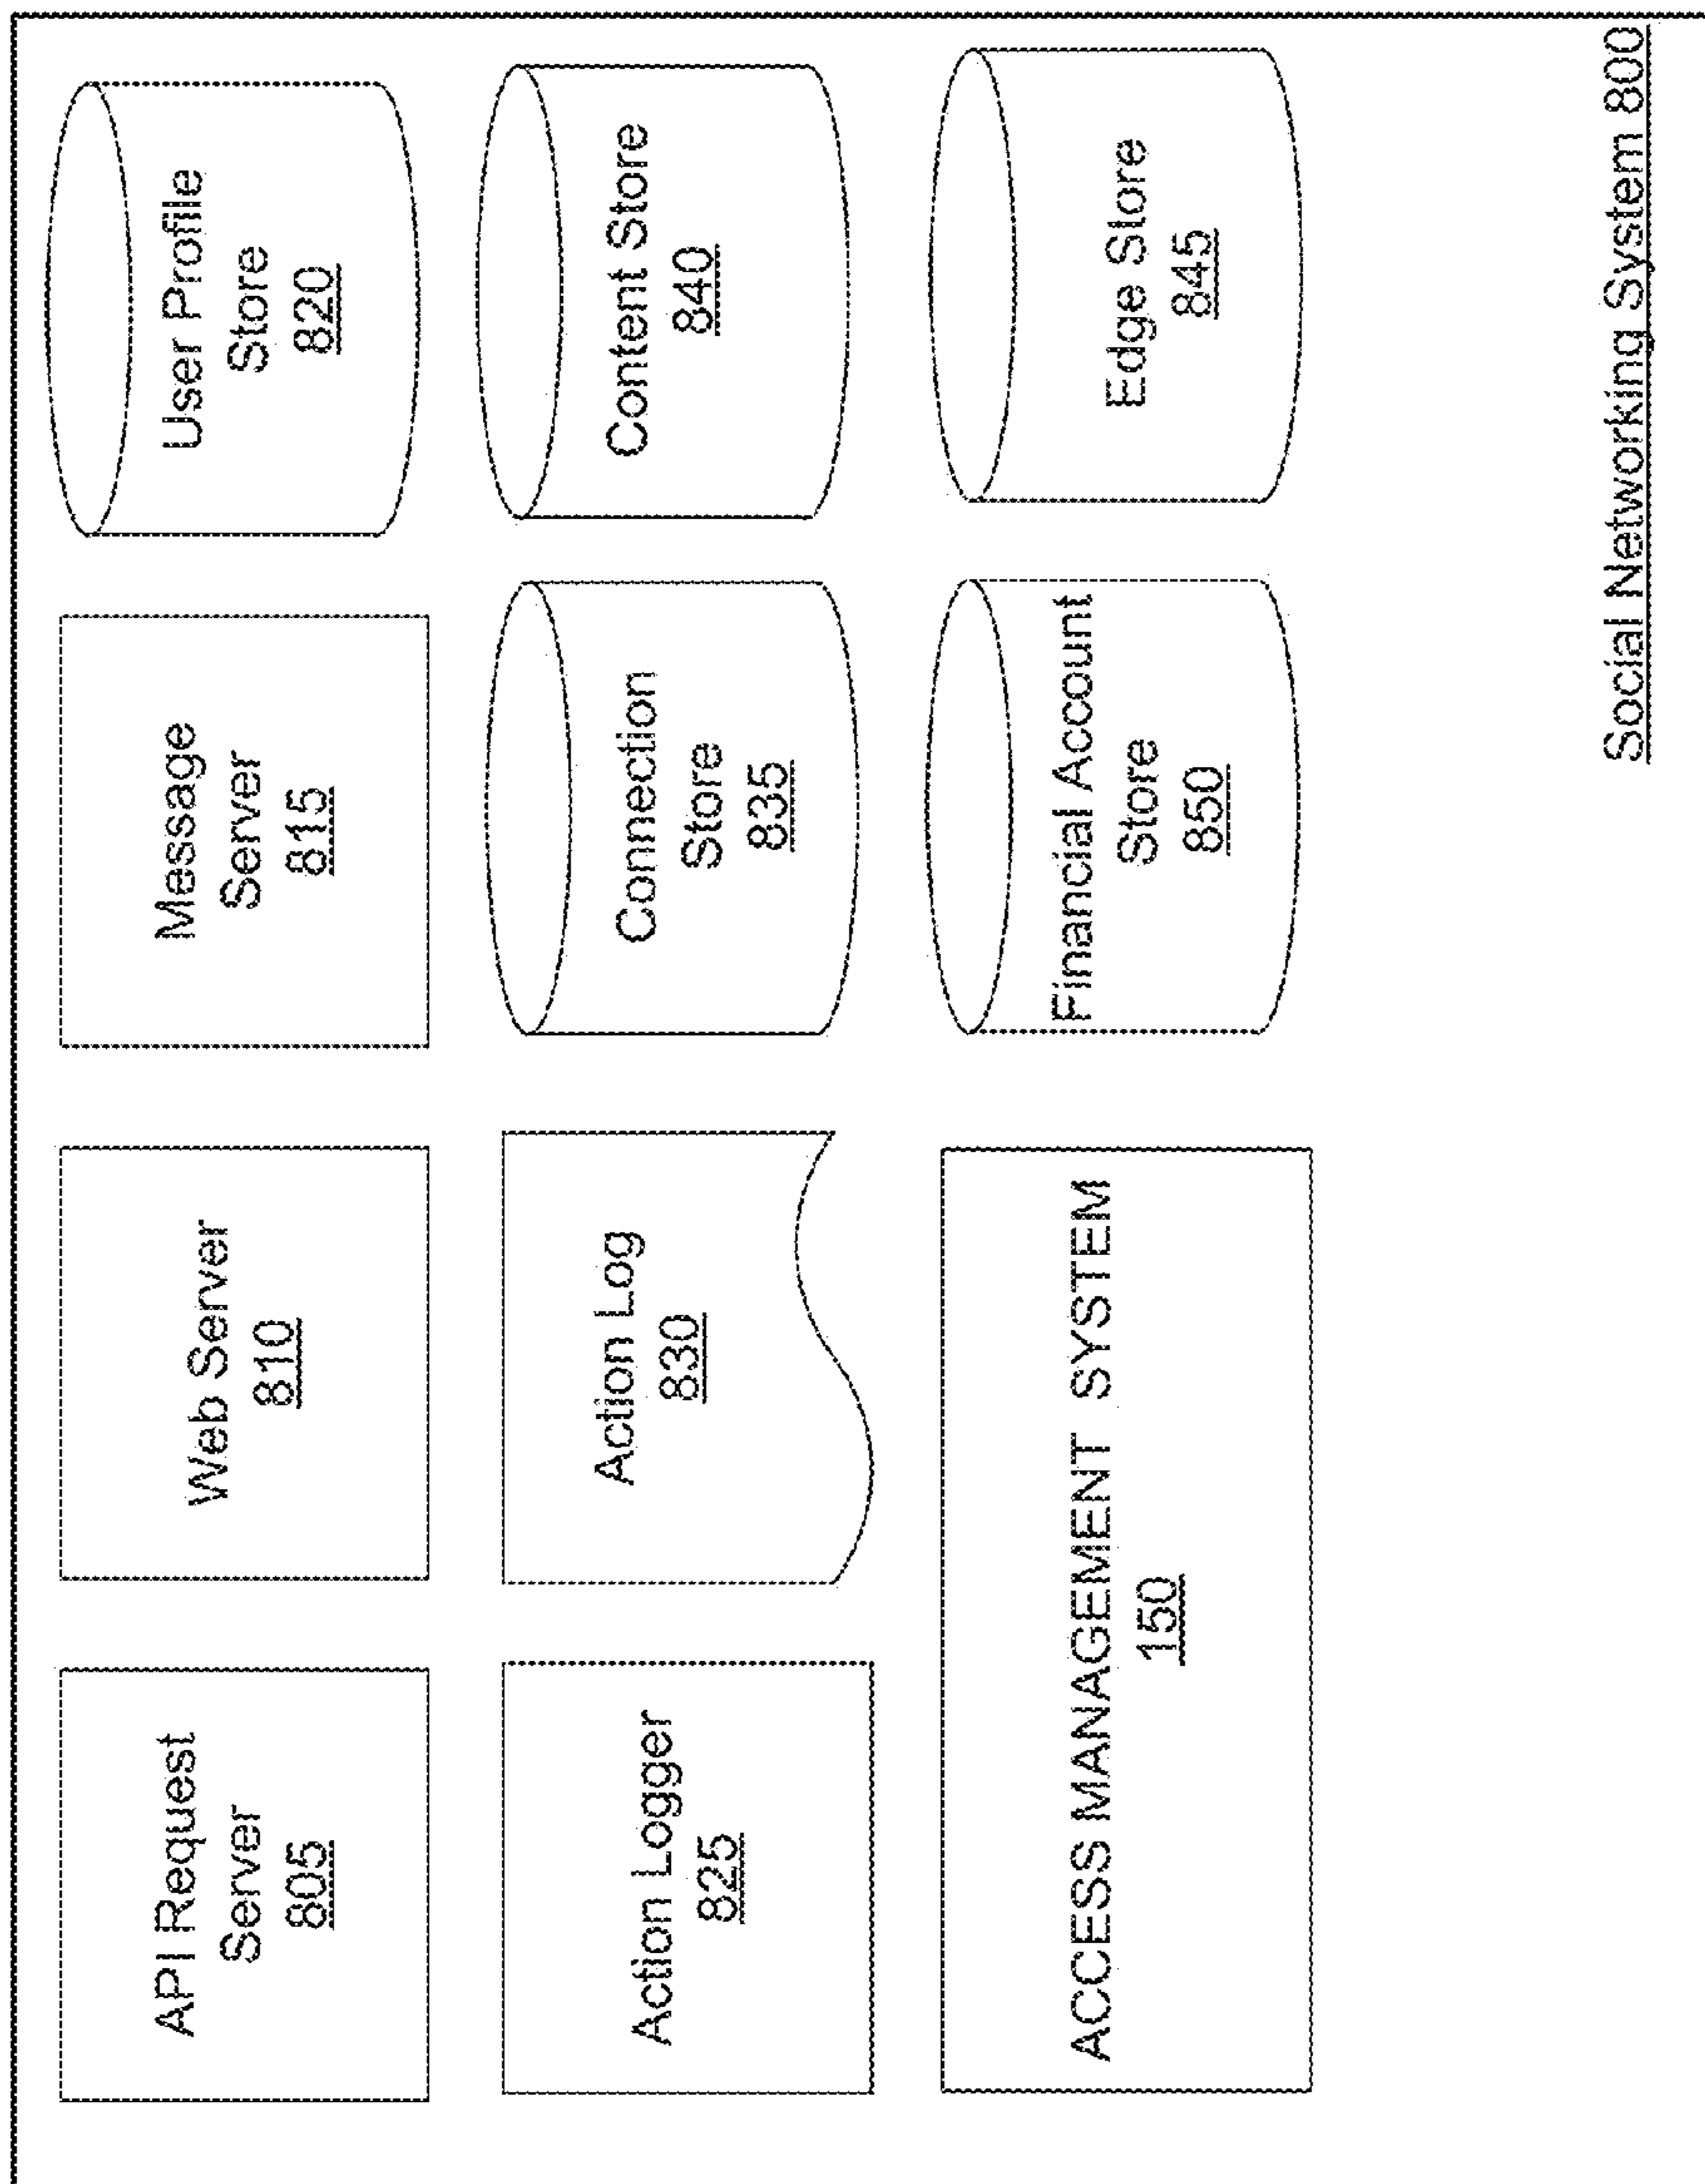 API Request
Server
805
Web Server
810
Message
Server
815
User Profile
Store
820
Action Logger
825
Action Log
830
Connection
Store
835
Content Store
840
ACCESS MANAGEMENT SYSTEM
150
Financial Account
Store
850
Edge Store
845
Social Networking System 800